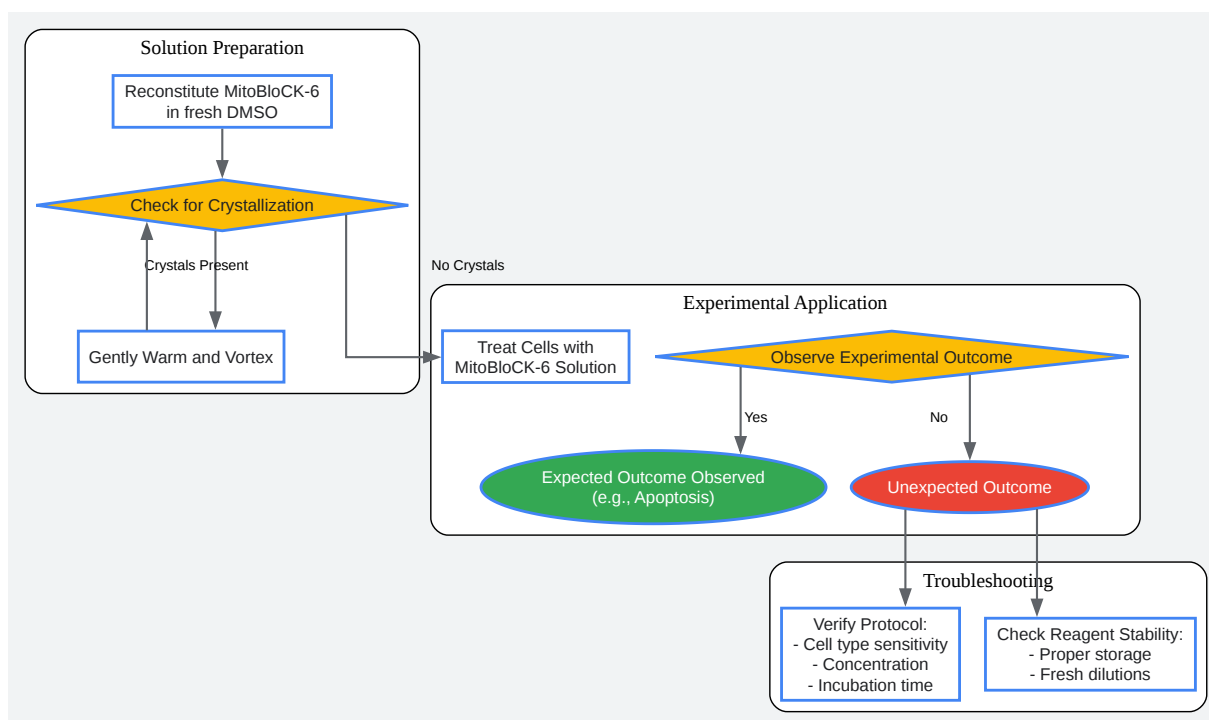 Solution Preparation
Reconstitute MitoBloCK-6
in fresh DMSO
Check for Crystallization
Crystals Present
No Crystals
Gently Warm and Vortex
Experimental Application
Treat Cells with
MitoBloCK-6 Solution
Observe Experimental Outcome
Yes
No
Expected Outcome Observed
(e.g., Apoptosis)
Unexpected Outcome
Troubleshooting
Verify Protocol:
- Cell type sensitivity
- Concentration
- Incubation time
Check Reagent Stability:
- Proper storage
- Fresh dilutions